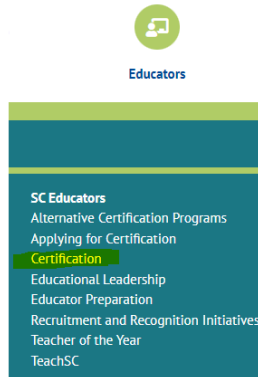 Educators
SC Educators
Alternative Certification Programs
Applying for Certification
Certification
Educational Leadership
Educator Preparation
Recruitment and Recognition Initiatives
Teacher of the Year
TeachSC